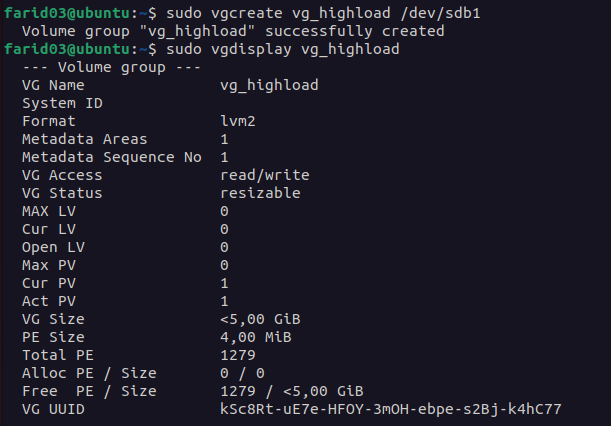 farid03@ubuntu:~$ sudo vgcreate vg_highload /dev/sdb1
  Volume group "vg_highload" successfully created
farid03@ubuntu:~$ sudo vgdisplay vg_highload
  --- Volume group ---
  VG Name               vg_highload
  System ID
  Format                lvm2
  Metadata Areas        1
  Metadata Sequence No  1
  VG Access             read/write
  VG Status             resizable
  MAX LV                0
  Cur LV                0
  Open LV               0
  Max PV                0
  Cur PV                1
  Act PV                1
  VG Size               <5,00 GiB
  PE Size               4,00 MiB
  Total PE              1279
  Alloc PE / Size       0 / 0
  Free  PE / Size       1279 / <5,00 GiB
  VG UUID               kSc8Rt-uE7e-HFOY-3mOH-ebpe-s2Bj-k4hC77